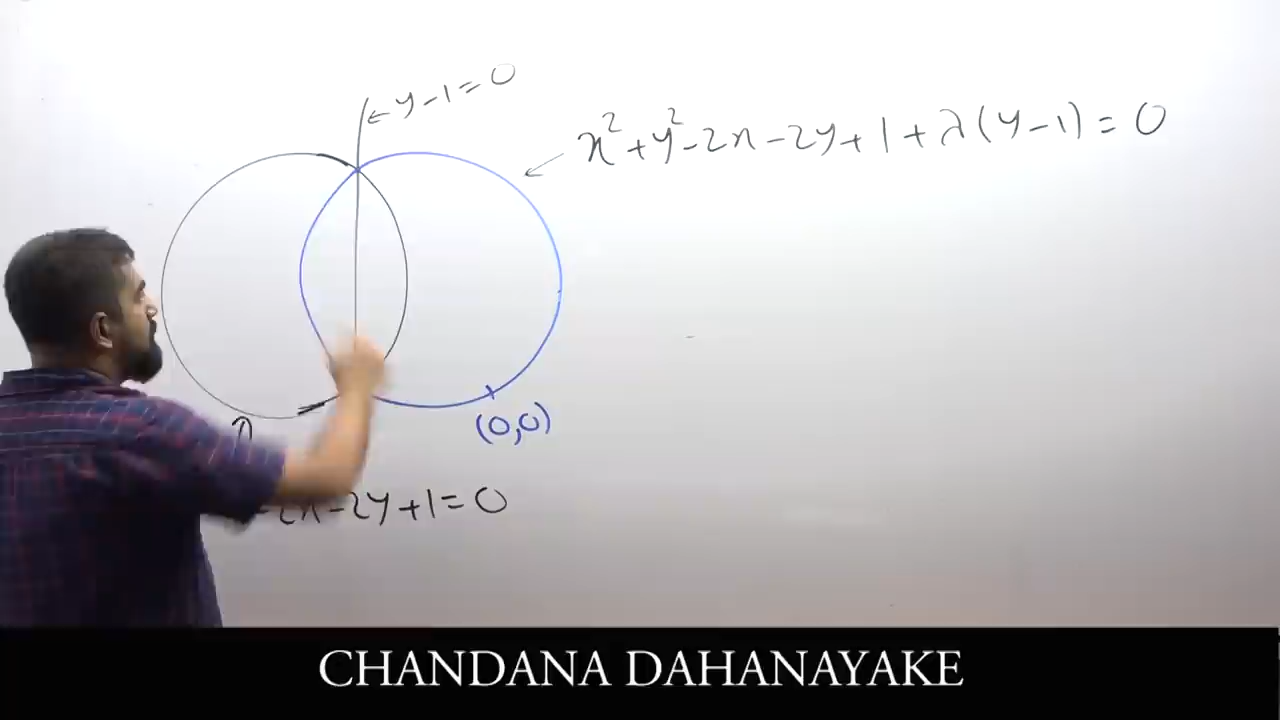 y-1=0
x²+y²-2x-2y+1+λ(y-1)=0
(0,0)
-2x-2y+1=0
CHANDANA DAHANAYAKE